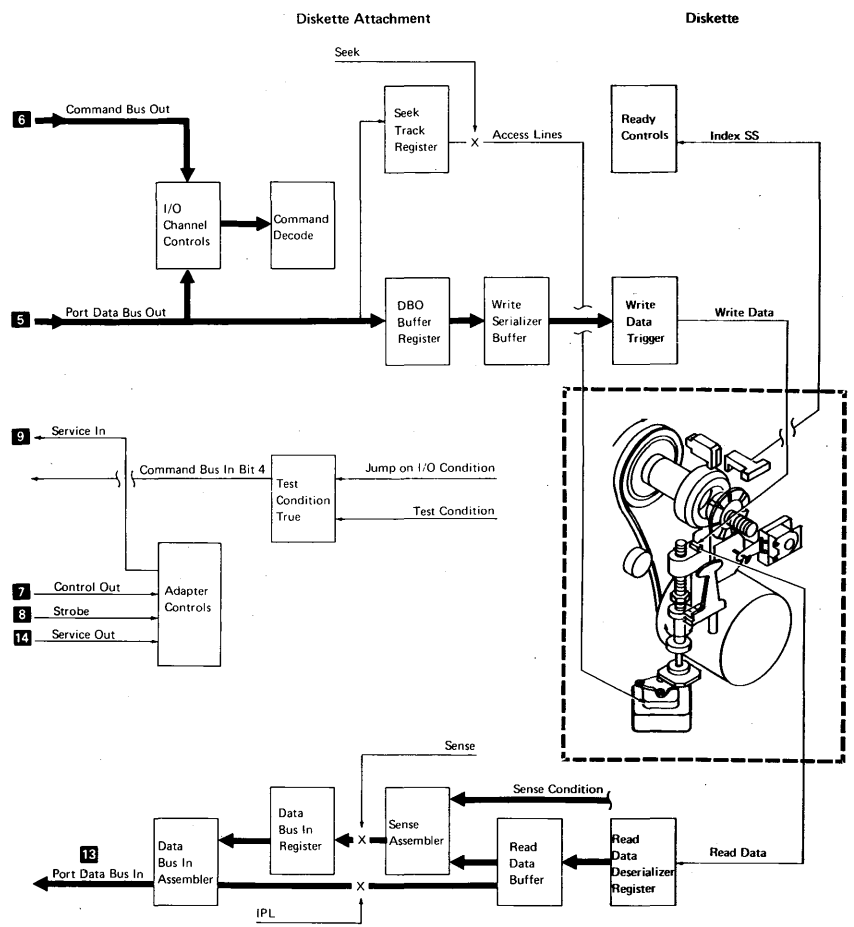 Diskette Attachment
Diskette
Seek
6
Command Bus Out
Seek
Track
Register
X
Access Lines
Ready
Controls
Index SS
I/O
Channel
Controls
Command
Decode
5
Port Data Bus Out
DBO
Buffer
Register
Write
Serializer
Buffer
Write
Data
Trigger
Write Data
9
Service In
Command Bus In Bit 4
Test
Condition
True
Jump on I/O Condition
Test Condition
7
Control Out
8
Strobe
14
Service Out
Adapter
Controls
Sense
Sense Condition
Data
Bus In
Register
X
Sense
Assembler
13
Port Data Bus In
Data
Bus In
Assembler
X
Read
Data
Buffer
Read
Data
Deserializer
Register
Read Data
IPL